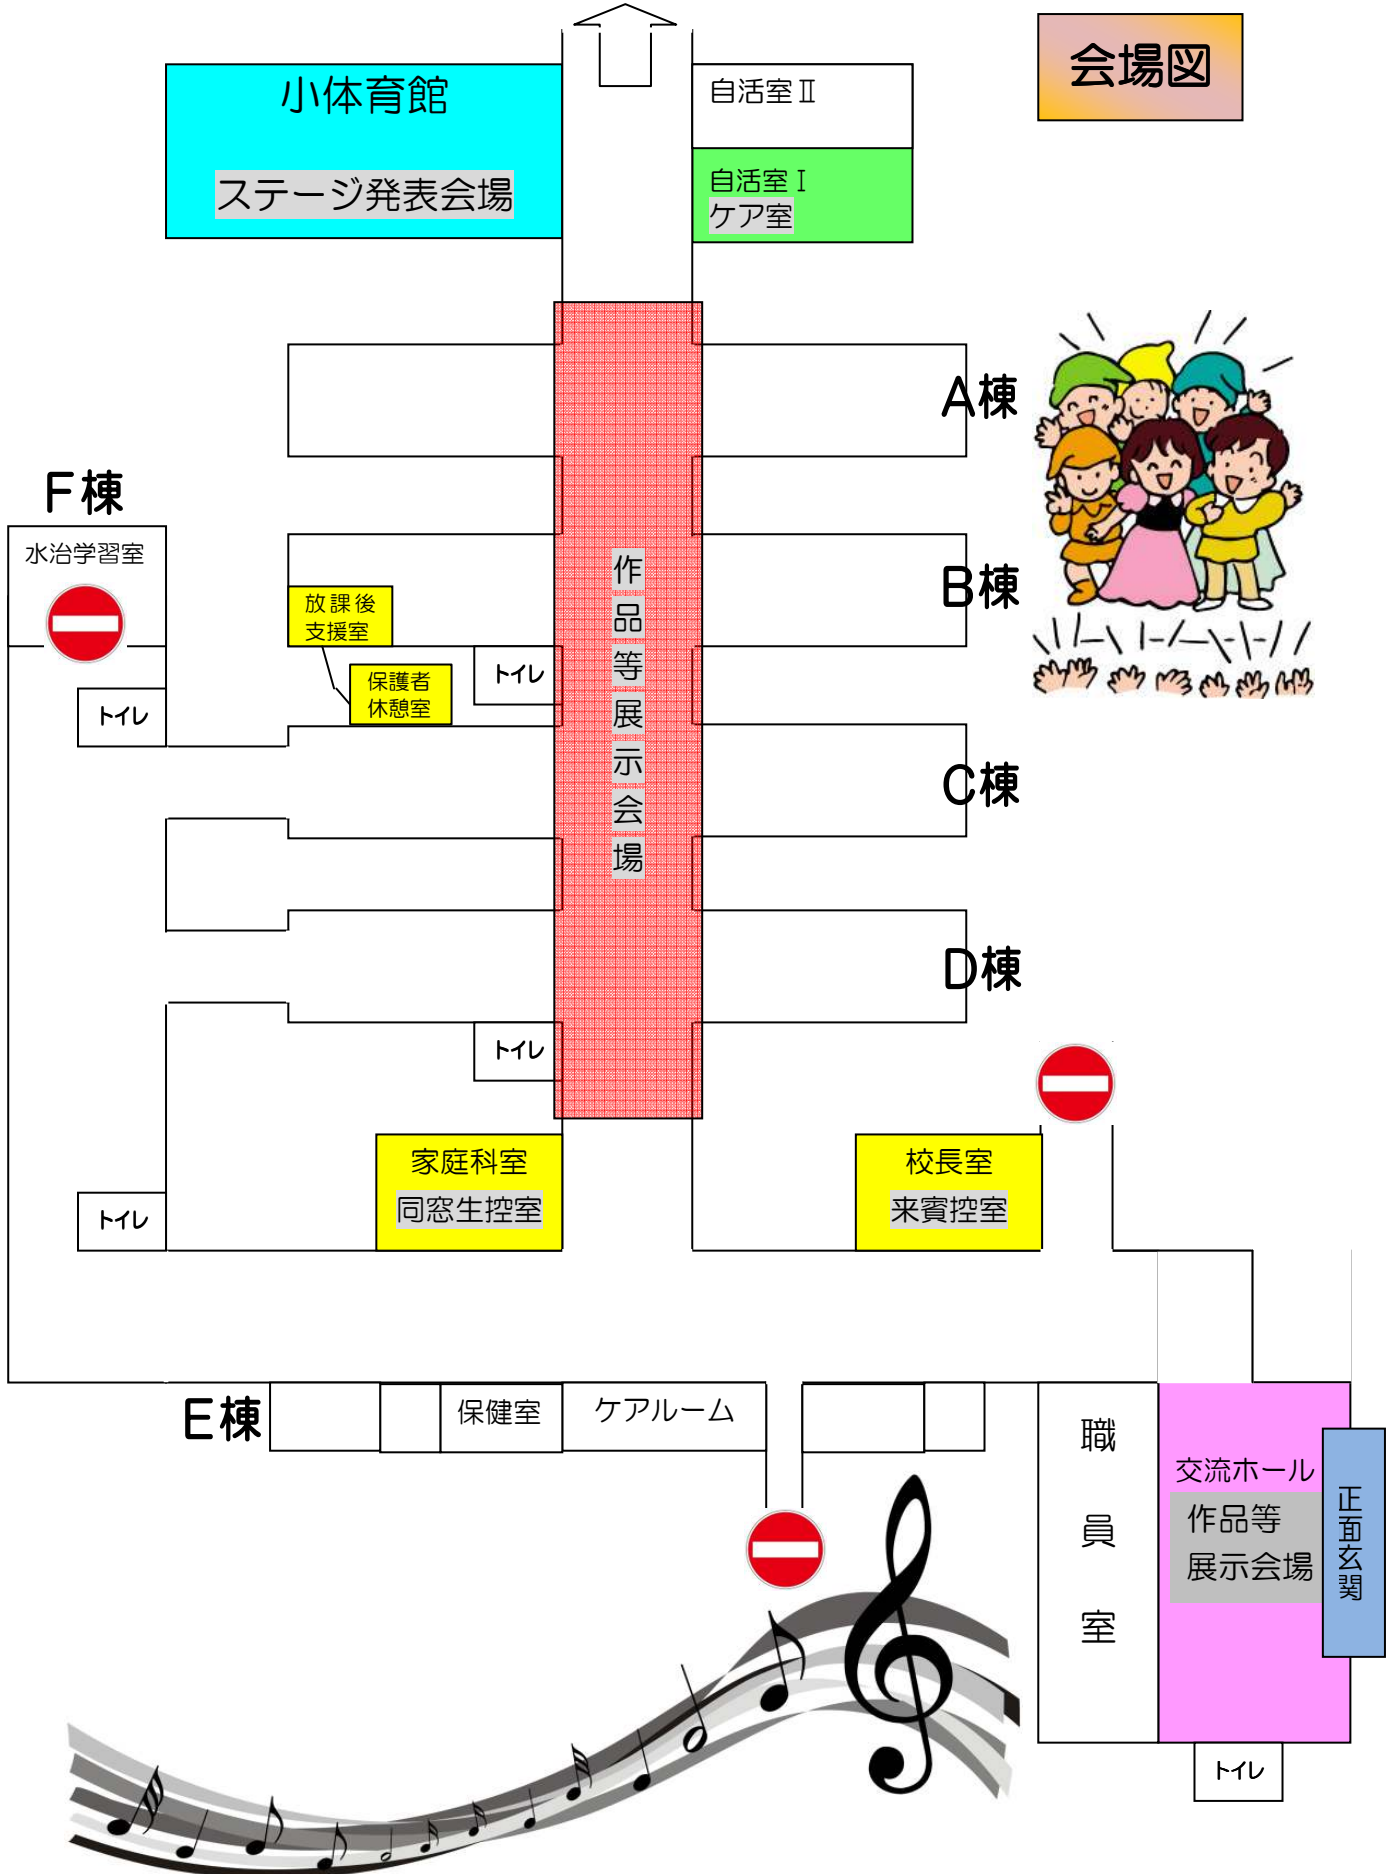 会場図
小体育館
ステージ発表会場
自活室Ⅱ
自活室Ⅰ
ケア室
A棟
F棟
水治学習室
B棟
放課後
支援室
保護者
休憩室
トイレ
トイレ
作品等展示会場
C棟
D棟
トイレ
家庭科室
同窓生控室
校長室
来賓控室
トイレ
E棟
保健室
ケアルーム
職員室
交流ホール
作品等
展示会場
正面玄関
トイレ